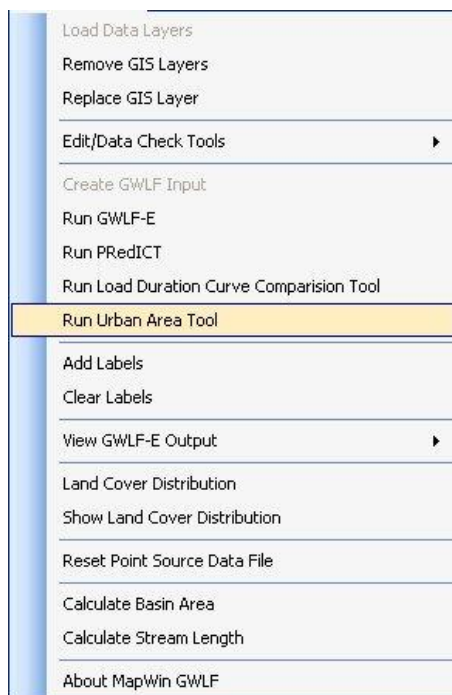 Load Data Layers
Remove GIS Layers
Replace GIS Layer
Edit/Data Check Tools
Create GWLF Input
Run GWLF-E
Run PRedICT
Run Load Duration Curve Comparision Tool
Run Urban Area Tool
Add Labels
Clear Labels
View GWLF-E Output
Land Cover Distribution
Show Land Cover Distribution
Reset Point Source Data File
Calculate Basin Area
Calculate Stream Length
About MapWin GWLF